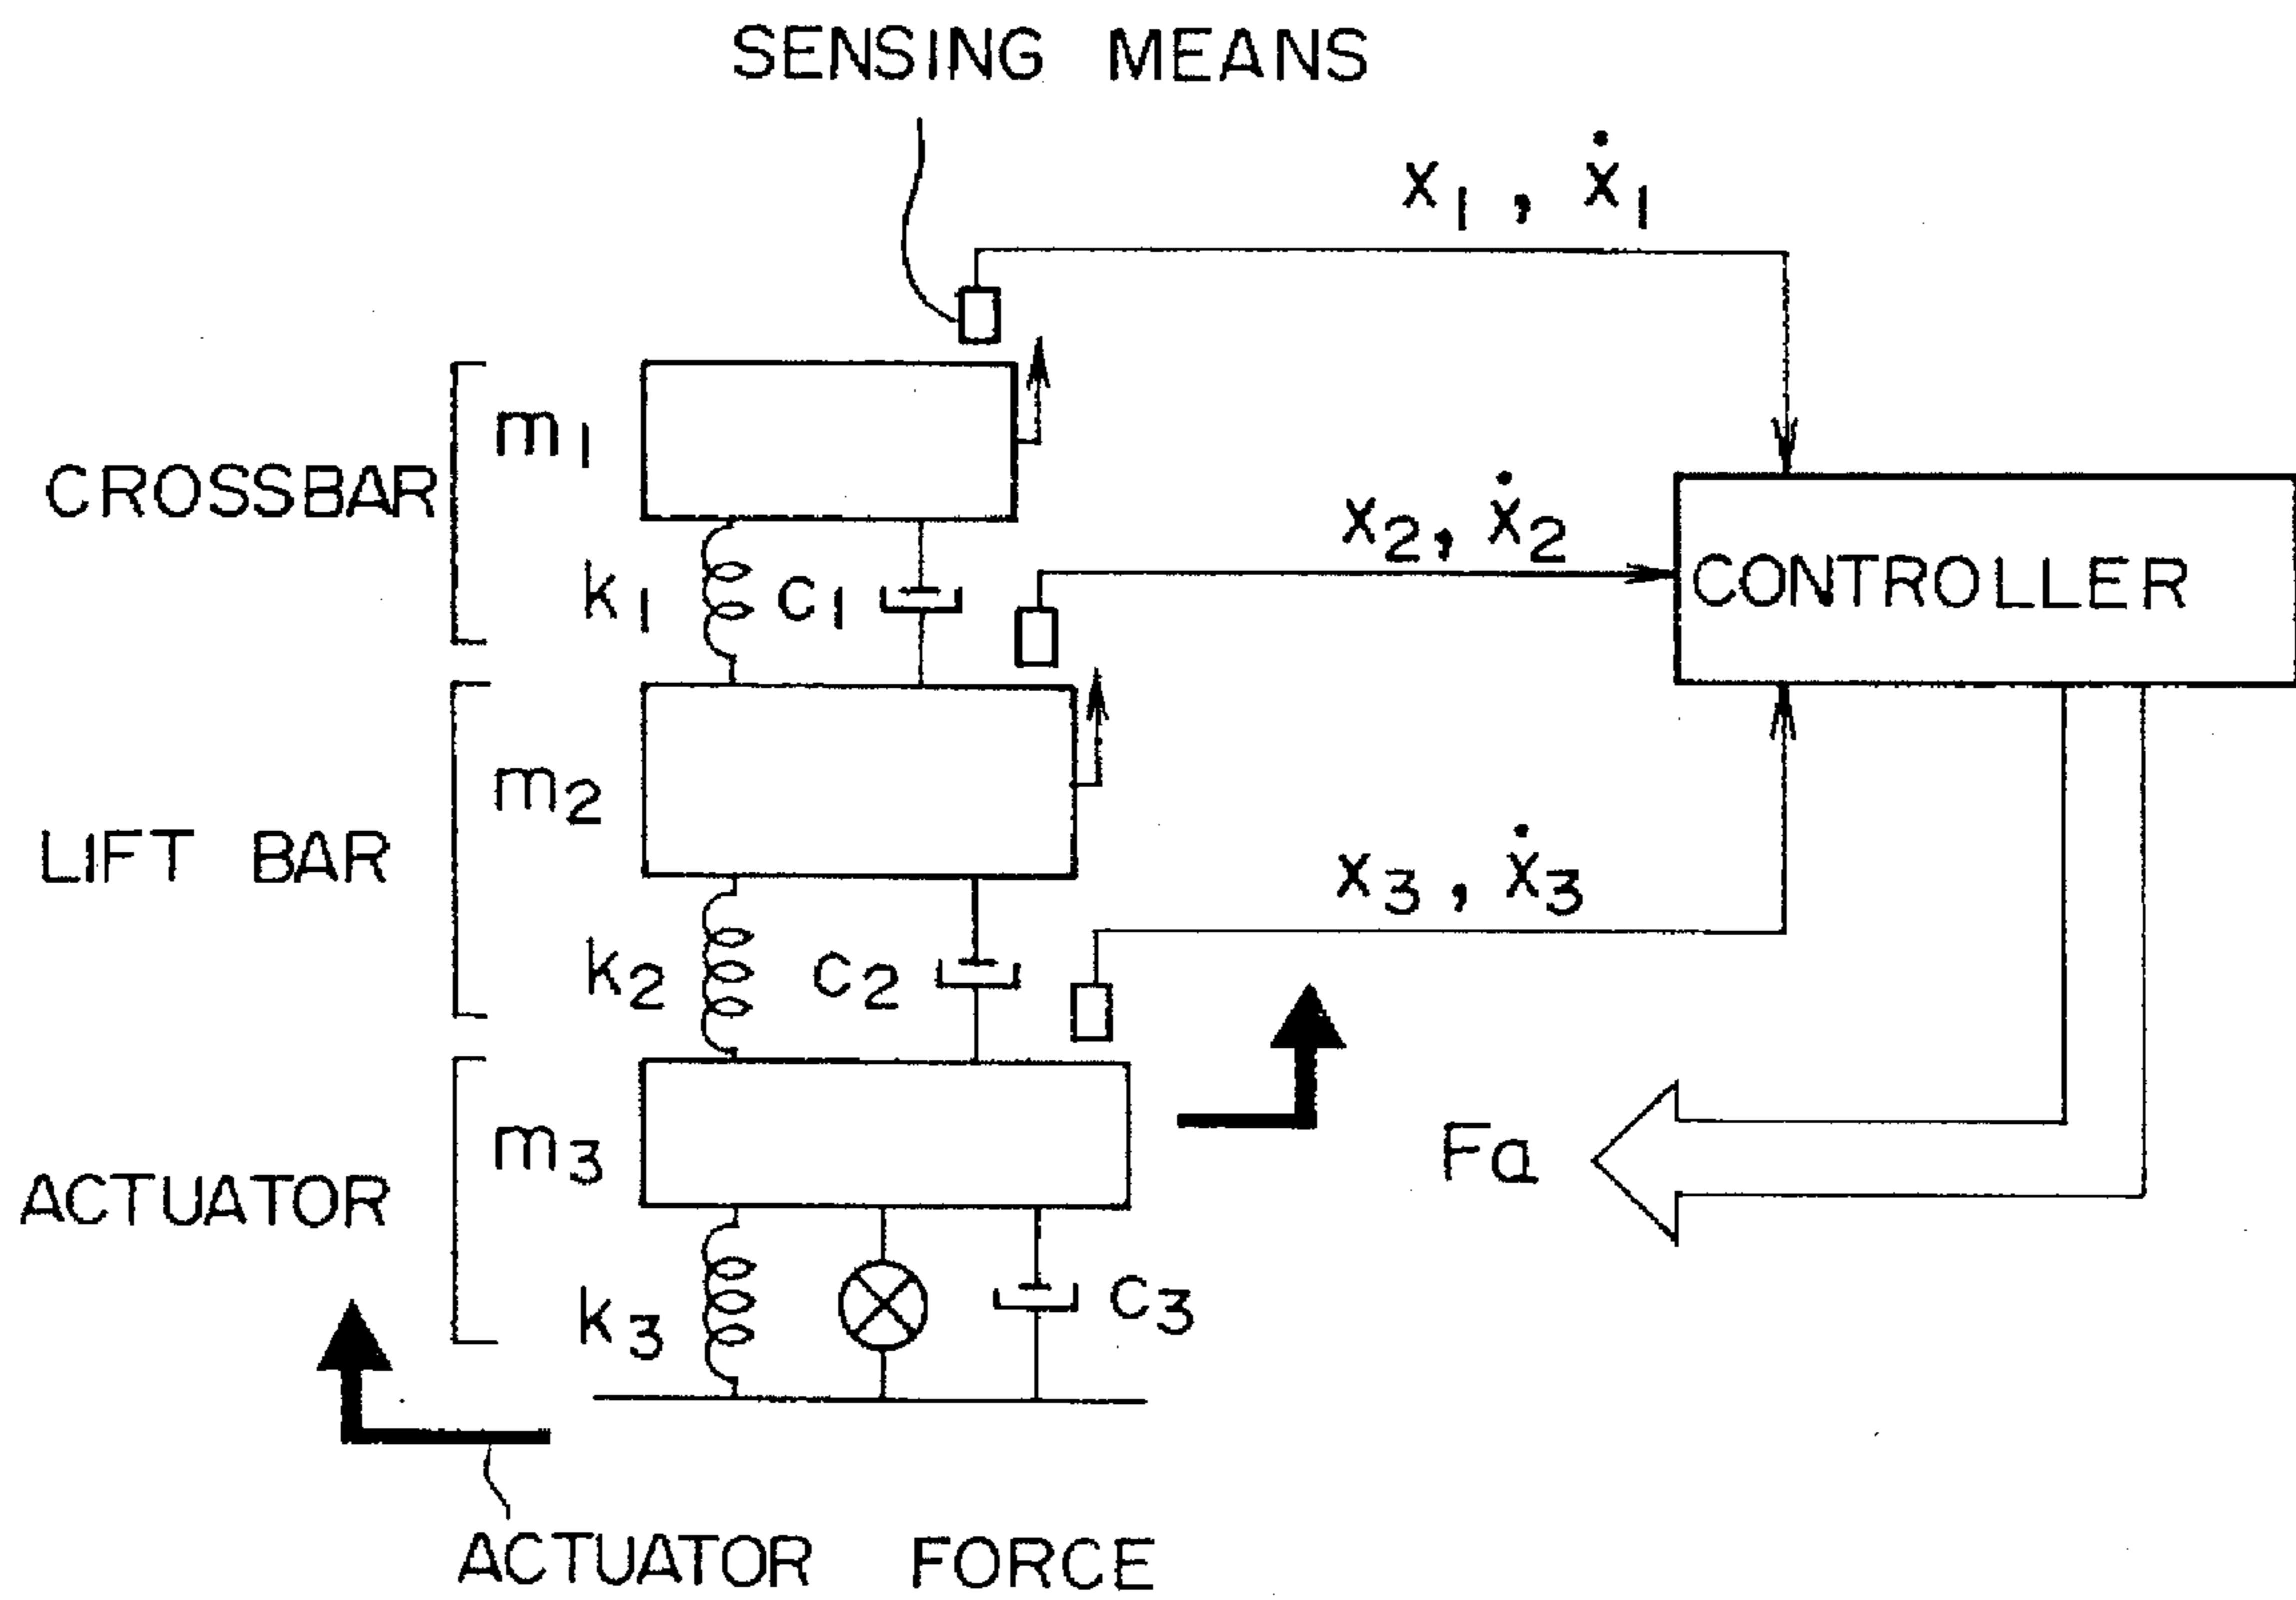 SENSING MEANS
x₁, ẋ₁
m₁
CROSSBAR
x₂, ẋ₂
CONTROLLER
k₁
c₁
m₂
LIFT BAR
x₃, ẋ₃
k₂
c₂
m₃
Fa
ACTUATOR
k₃
c₃
ACTUATOR FORCE